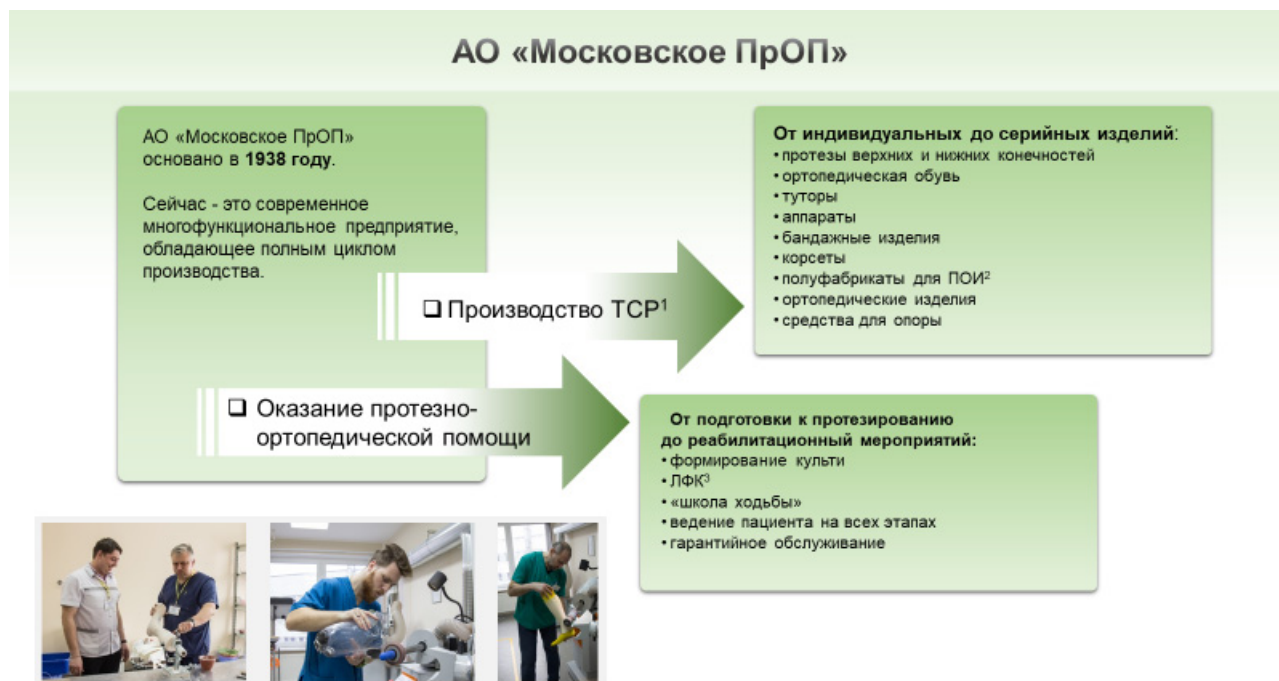 АО «Московское ПрОП»
АО «Московское ПрОП»
основано в 1938 году.
Сейчас - это современное
многофункциональное предприятие,
обладающее полным циклом
производства.
❑ Производство ТСР¹
❑ Оказание протезно-
ортопедической помощи
От индивидуальных до серийных изделий:
•протезы верхних и нижних конечностей
•ортопедическая обувь
•туторы
•аппараты
•бандажные изделия
•корсеты
•полуфабрикаты для ПОИ²
•ортопедические изделия
•средства для опоры
От подготовки к протезированию
до реабилитационный мероприятий:
•формирование культи
•ЛФК³
•«школа ходьбы»
•ведение пациента на всех этапах
•гарантийное обслуживание